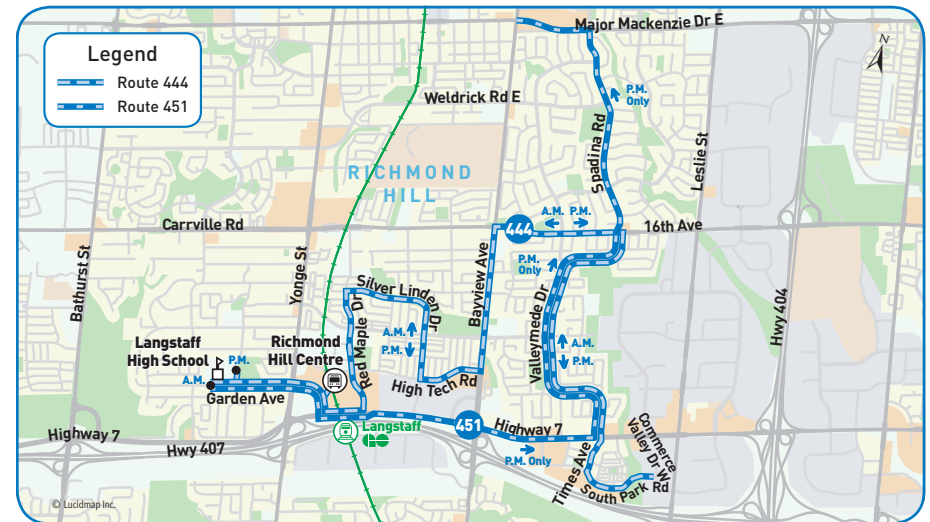 Legend
Route 444
Route 451
Major Mackenzie Dr E
N
Weldrick Rd E
P.M.
Only
Spadina Rd
Leslie St
RICHMOND
HILL
Carrville Rd
A.M.
P.M.
444
16th Ave
Bathurst St
Yonge St
Bayview Ave
P.M.
Only
Hwy 404
Silver Linden Dr
Red Maple Dr
Valleymede Dr
Langstaff
High School
P.M.
A.M.
Richmond
Hill Centre
A.M.
P.M.
A.M.
P.M.
Garden Ave
High Tech Rd
Highway 7
Hwy 407
Langstaff
GO
451
Highway 7
P.M. Only
Times Ave
South Park Rd
Commerce
Valley Dr W
© Lucidmap Inc.